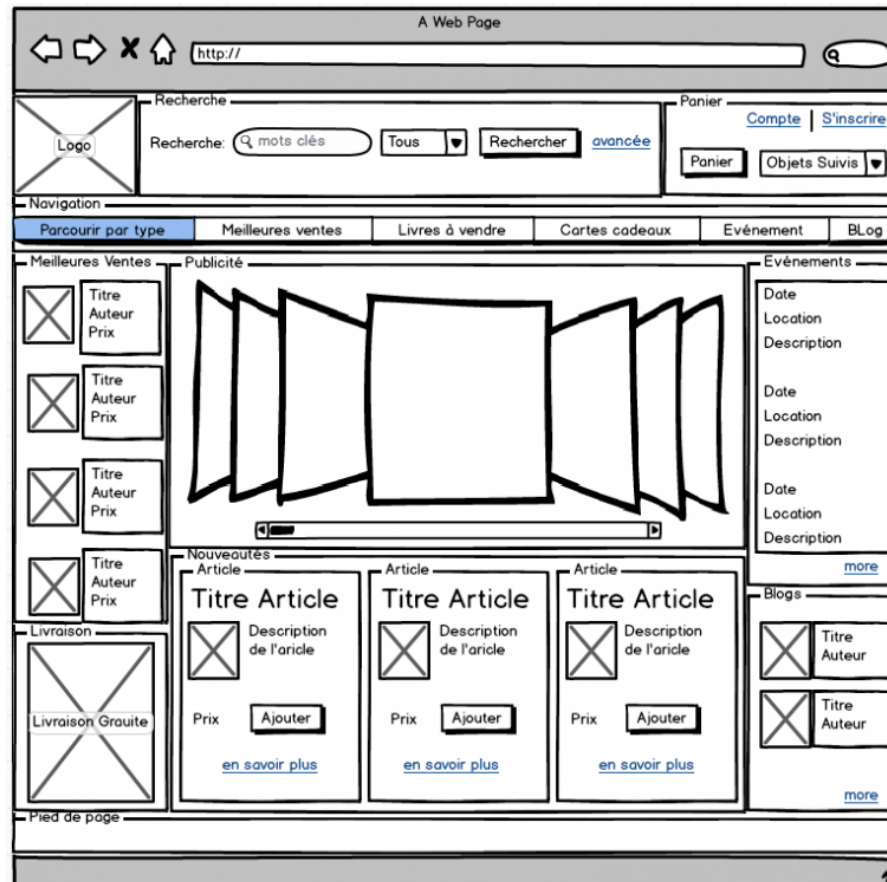 A Web Page
http://
Recherche
Panier
Compte | S'inscrire
Logo
Recherche: mots clés Tous Rechercher avancée
Panier Objets Suivis
Navigation
Parcourir par type Meilleures ventes Livres à vendre Cartes cadeaux Evénement BLog
Meilleures Ventes
Titre
Auteur
Prix
Titre
Auteur
Prix
Titre
Auteur
Prix
Titre
Auteur
Prix
Livraison
Livraison Grauite
Publicité
Nouveautés
Article
Titre Article
Description
de l'aricle
Prix Ajouter
en savoir plus
Article
Titre Article
Description
de l'aricle
Prix Ajouter
en savoir plus
Article
Titre Article
Description
de l'aricle
Prix Ajouter
en savoir plus
Evénements
Date
Location
Description
Date
Location
Description
Date
Location
Description
more
Blogs
Titre
Auteur
Titre
Auteur
more
Pied de page